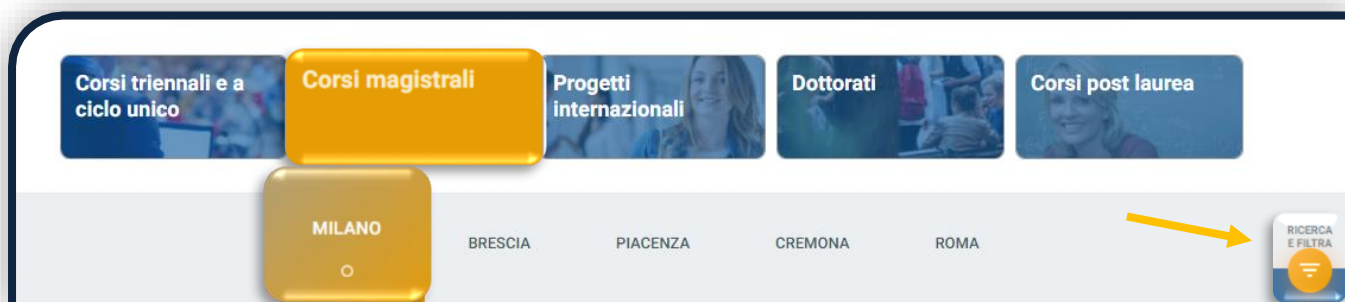 Corsi triennali e a
ciclo unico
Corsi magistrali
Progetti
internazionali
Dottorati
Corsi post laurea
MILANO
BRESCIA
PIACENZA
CREMONA
ROMA
RICERCA
E FILTRA